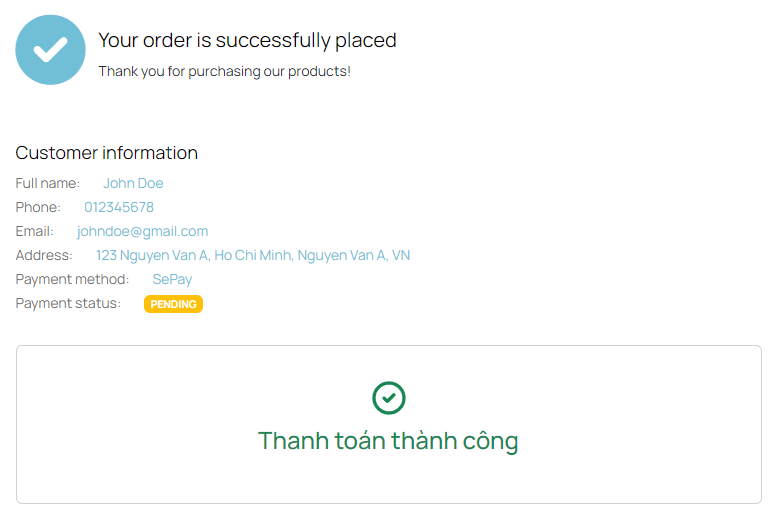 Your order is successfully placed
Thank you for purchasing our products!
Customer information
Full name: John Doe
Phone: 012345678
Email: johndoe@gmail.com
Address: 123 Nguyen Van A, Ho Chi Minh, Nguyen Van A, VN
Payment method: SePay
Payment status: PENDING
Thanh toán thành công